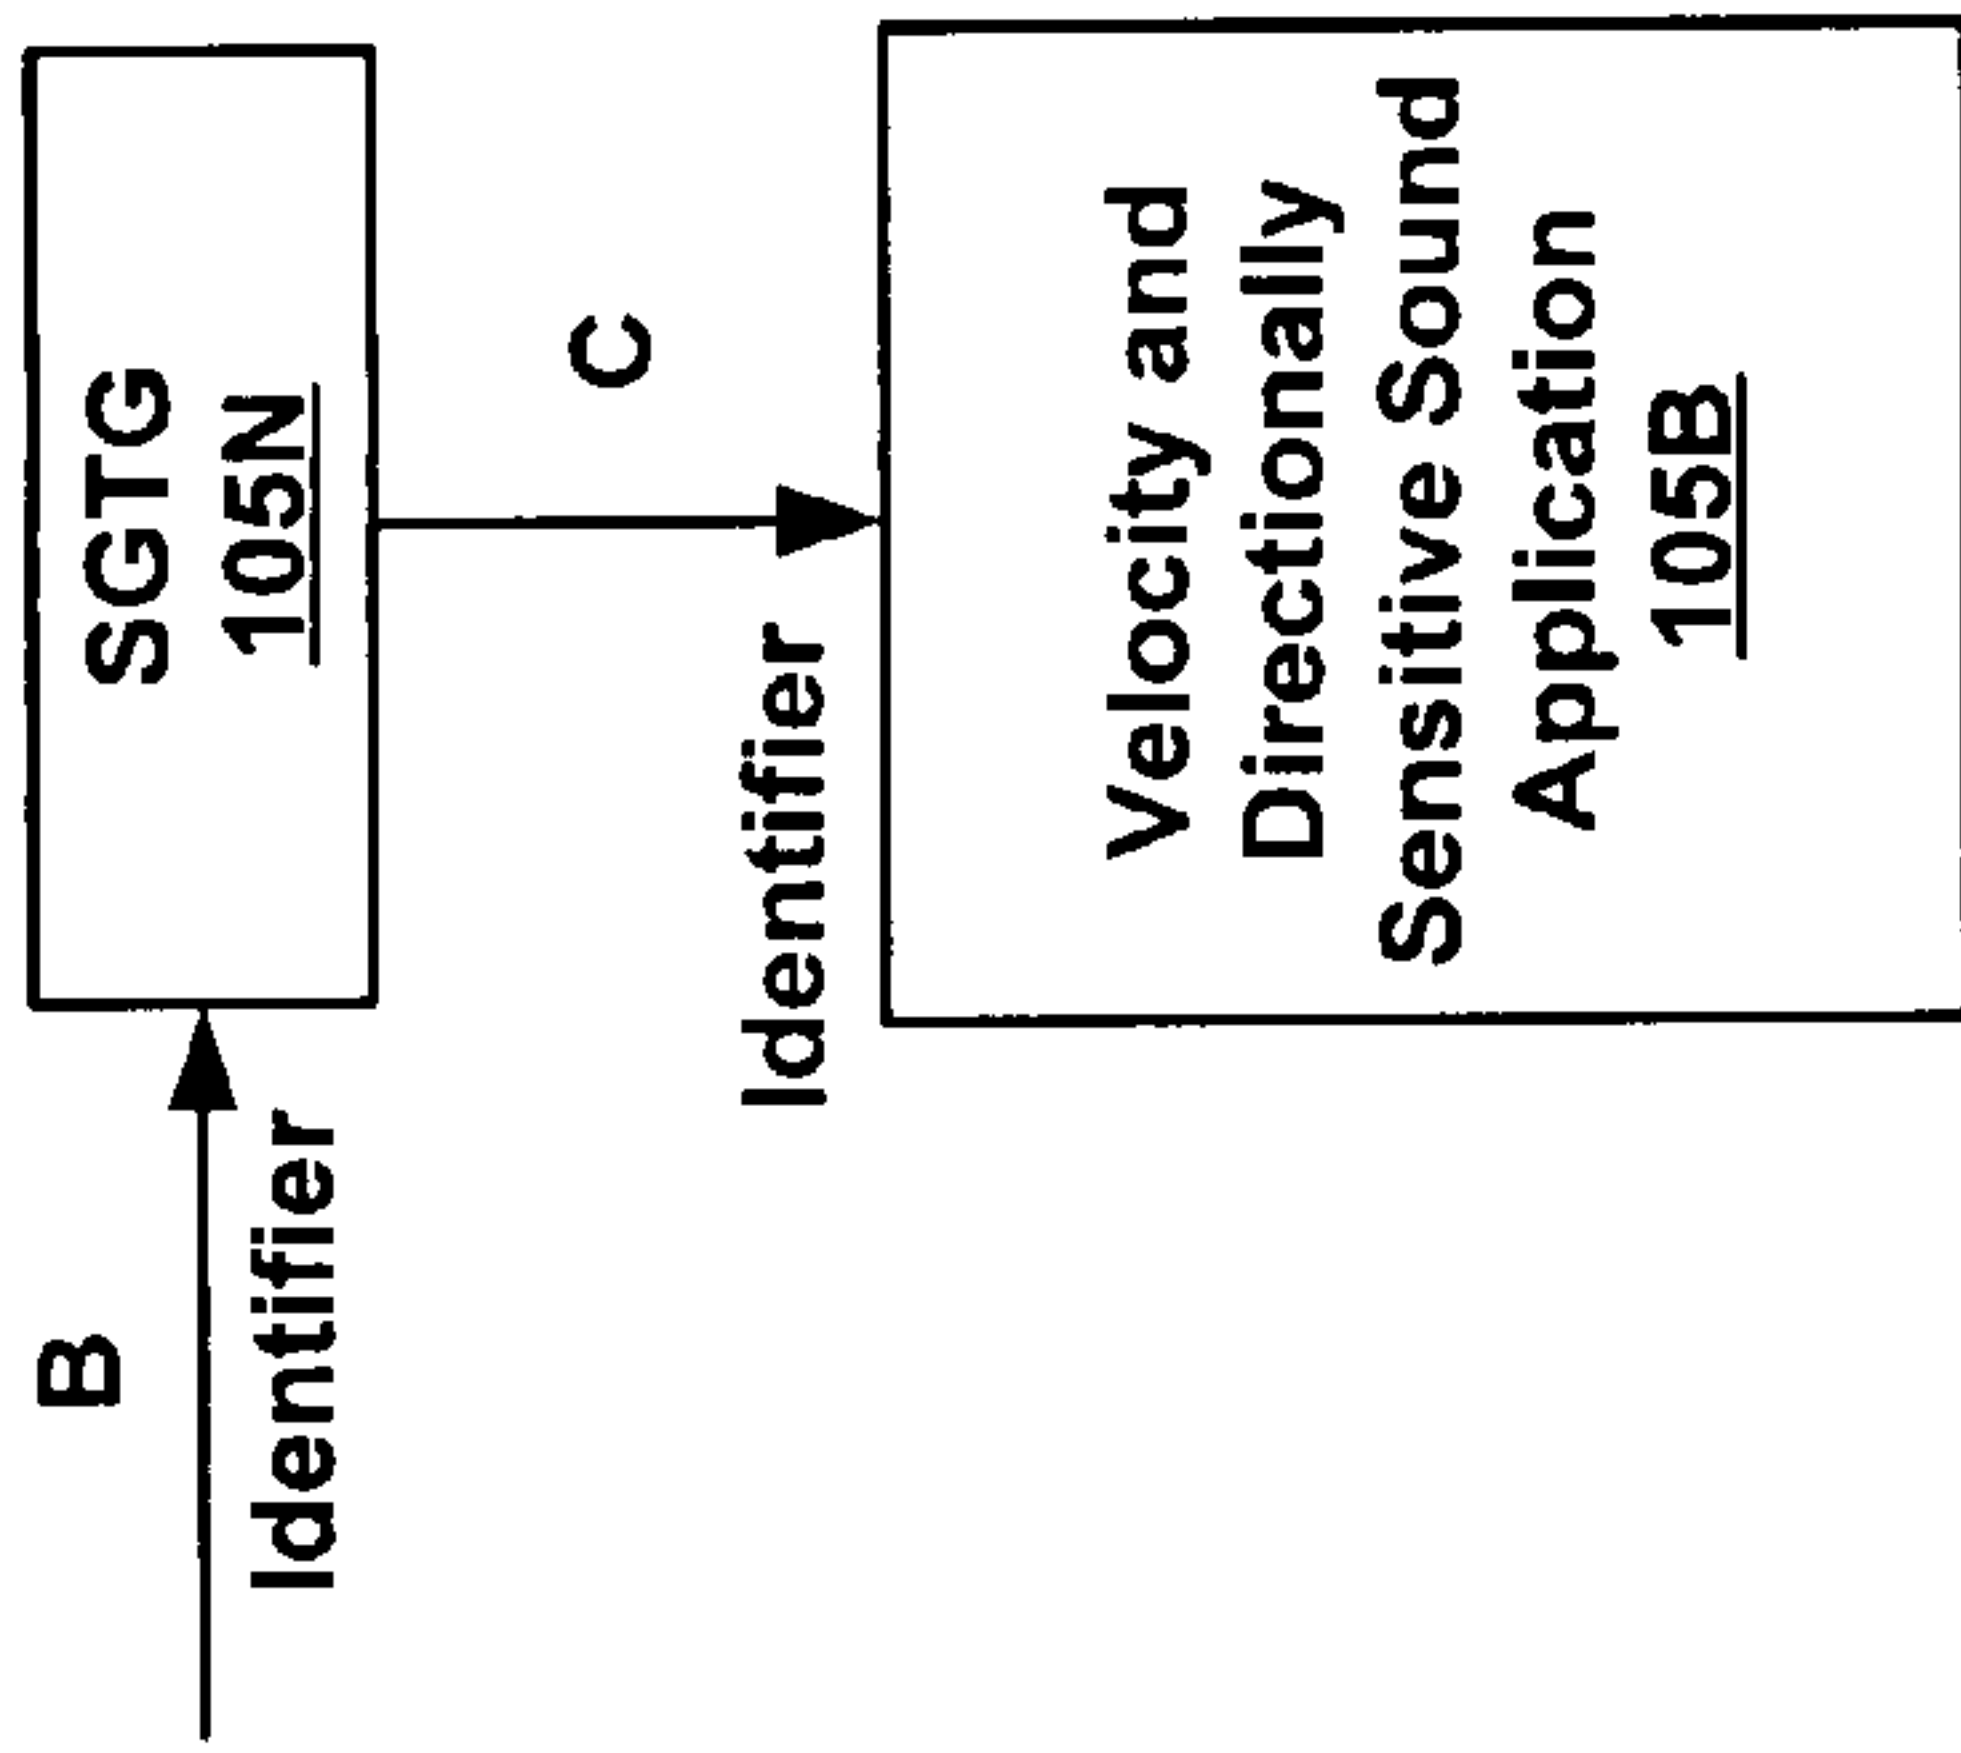 SGTG
105N
B
Identifier
C
Identifier
Velocity and
Directionally
Sensitive Sound
Application
105B